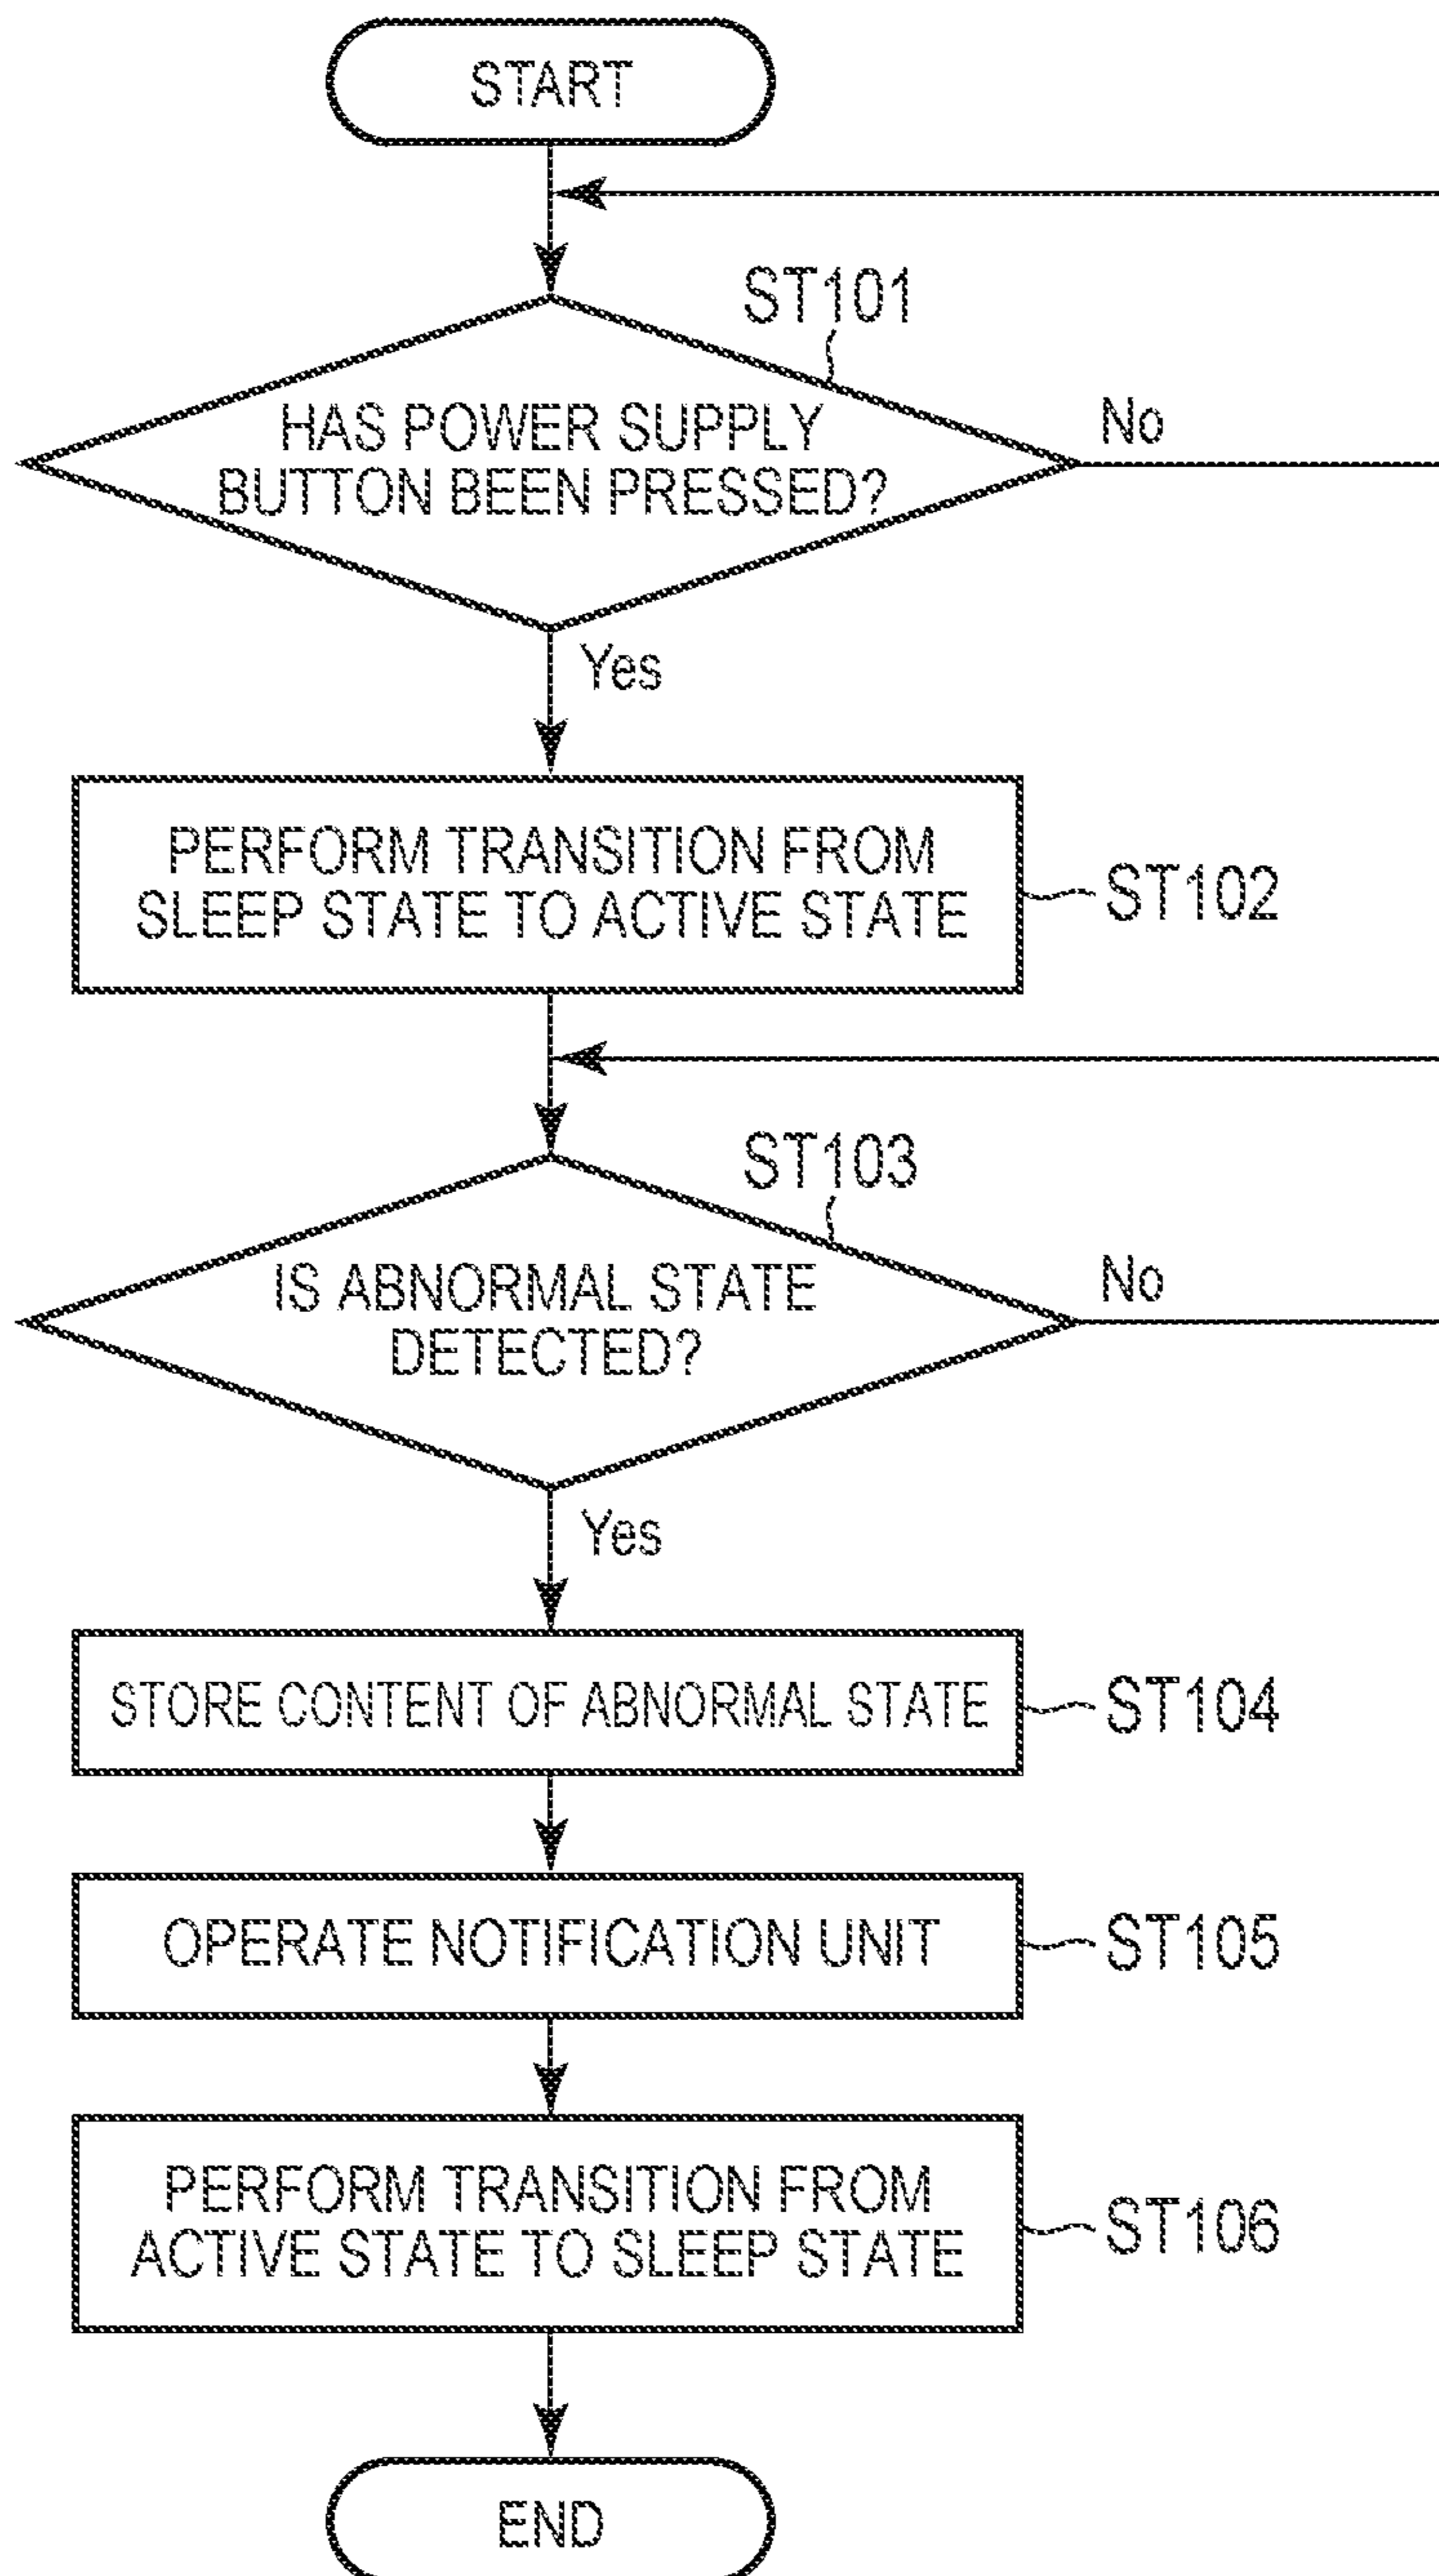 START
ST101
HAS POWER SUPPLY
BUTTON BEEN PRESSED?
No
Yes
PERFORM TRANSITION FROM
SLEEP STATE TO ACTIVE STATE
ST102
ST103
IS ABNORMAL STATE
DETECTED?
No
Yes
STORE CONTENT OF ABNORMAL STATE
ST104
OPERATE NOTIFICATION UNIT
ST105
PERFORM TRANSITION FROM
ACTIVE STATE TO SLEEP STATE
ST106
END